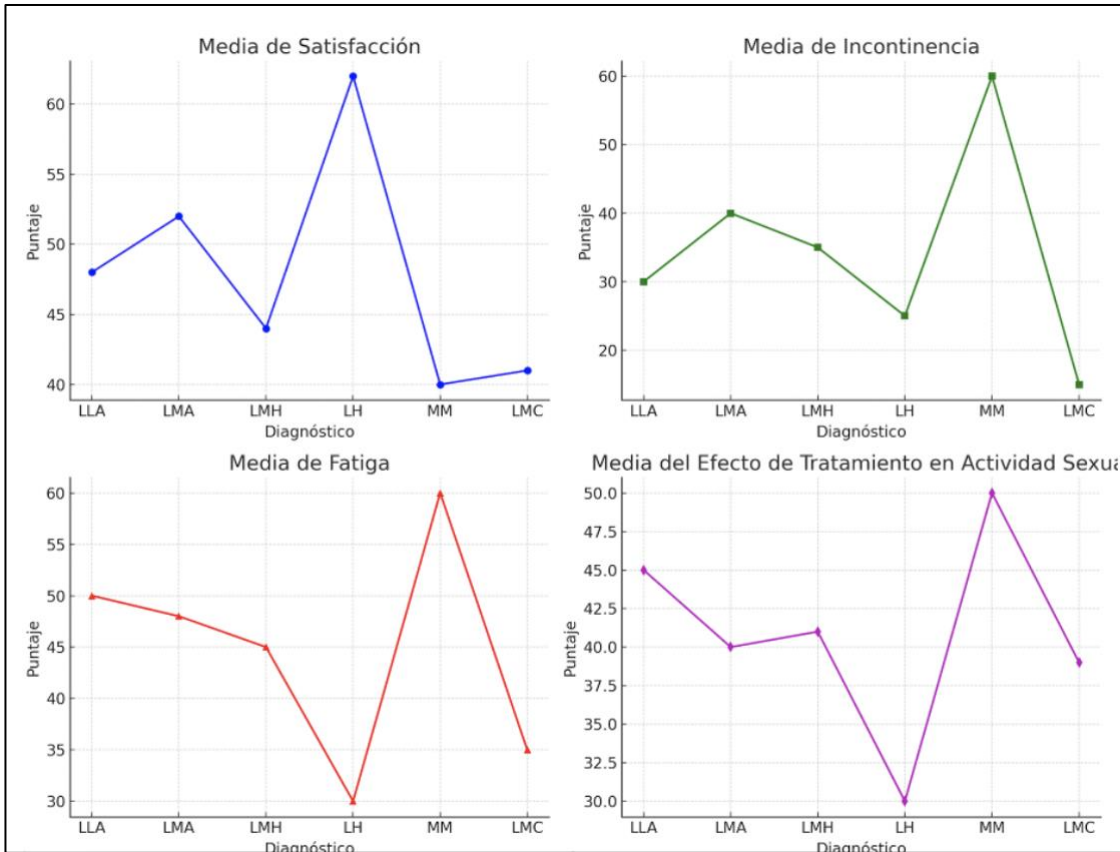 Media de Satisfacción
Puntaje
60
55
50
45
40
LLA LMA LMH LH MM LMC
Diagnóstico
Media de Incontinencia
Puntaje
60
50
40
30
20
LLA LMA LMH LH MM LMC
Diagnóstico
Media de Fatiga
Puntaje
60
55
50
45
40
35
30
LLA LMA LMH LH MM LMC
Diagnóstico
Media del Efecto de Tratamiento en Actividad Sexua
Puntaje
50.0
47.5
45.0
42.5
40.0
37.5
35.0
32.5
30.0
LLA LMA LMH LH MM LMC
Diagnóstico